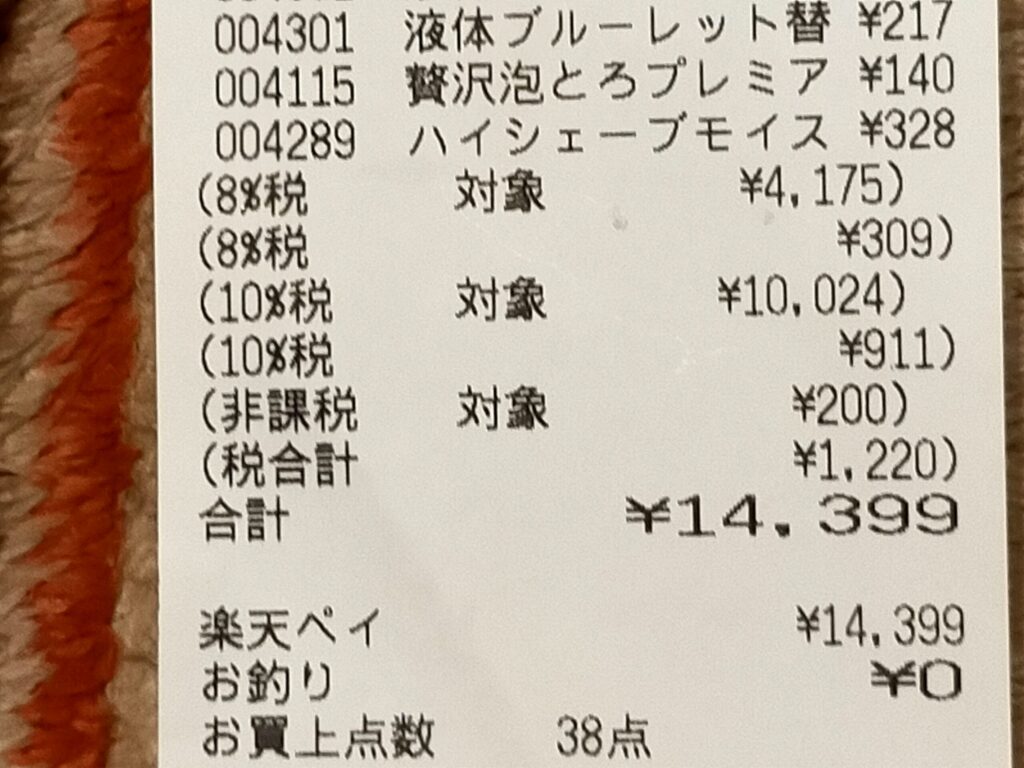 004301 液体ブルーレット替 ¥217
004115 贅沢泡とろプレミア ¥140
004289 ハイシェーブモイス ¥328
(8%税 対象 ¥4,175)
(8%税 ¥309)
(10%税 対象 ¥10,024)
(10%税 ¥911)
(非課税 対象 ¥200)
(税合計 ¥1,220)
合計 ¥14,399
楽天ペイ ¥14,399
お釣り ¥0
お買上点数 38点